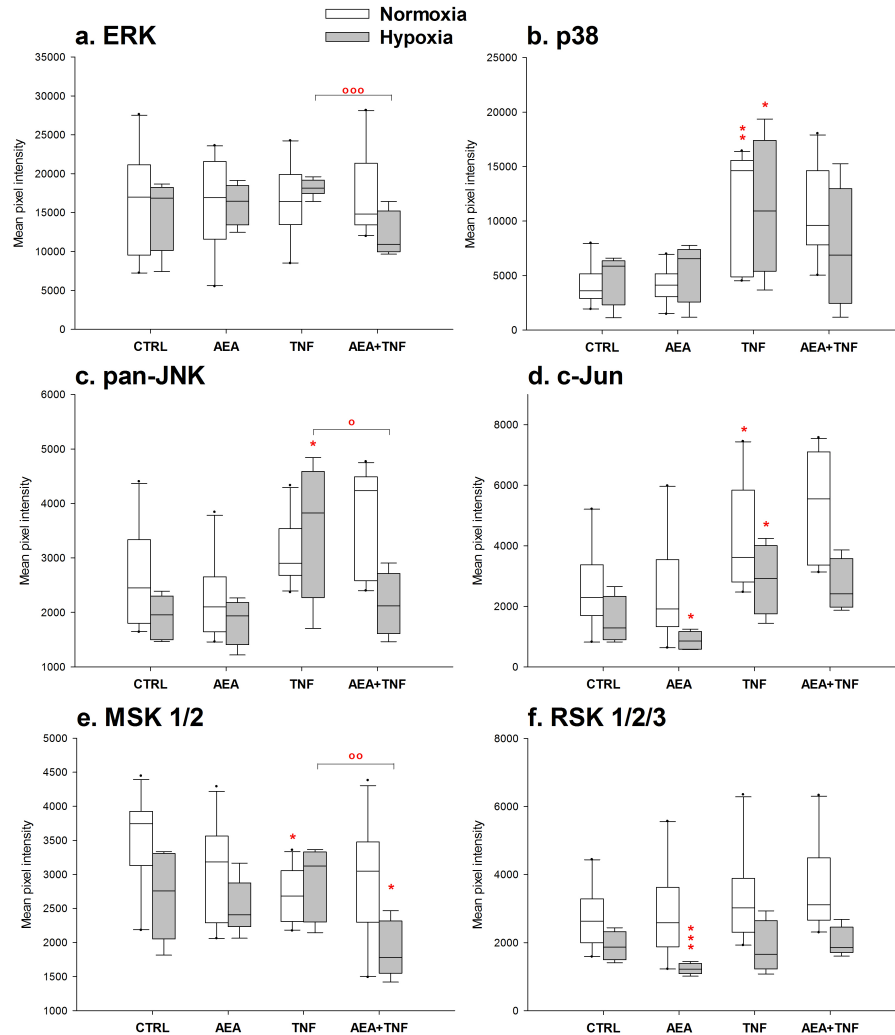 Normoxia
Hypoxia
a. ERK
b. p38
35000
30000
25000
20000
15000
10000
5000
0
Mean pixel intensity
ooo
CTRL AEA TNF AEA+TNF
25000
20000
15000
10000
5000
0
Mean pixel intensity
*
*
*
CTRL AEA TNF AEA+TNF
c. pan-JNK
d. c-Jun
6000
5000
4000
3000
2000
1000
Mean pixel intensity
o
*
CTRL AEA TNF AEA+TNF
8000
6000
4000
2000
0
Mean pixel intensity
*
*
*
CTRL AEA TNF AEA+TNF
e. MSK 1/2
f. RSK 1/2/3
5000
4500
4000
3500
3000
2500
2000
1500
1000
Mean pixel intensity
oo
*
*
CTRL AEA TNF AEA+TNF
8000
6000
4000
2000
0
Mean pixel intensity
*
*
*
CTRL AEA TNF AEA+TNF